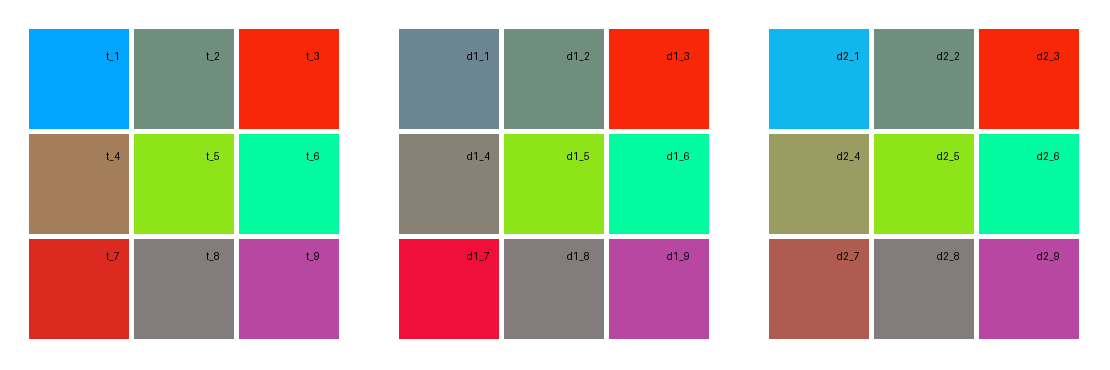 t_1 t_2 t_3 d1_1 d1_2 d1_3 d2_1 d2_2 d2_3
t_4 t_5 t_6 d1_4 d1_5 d1_6 d2_4 d2_5 d2_6
t_7 t_8 t_9 d1_7 d1_8 d1_9 d2_7 d2_8 d2_9